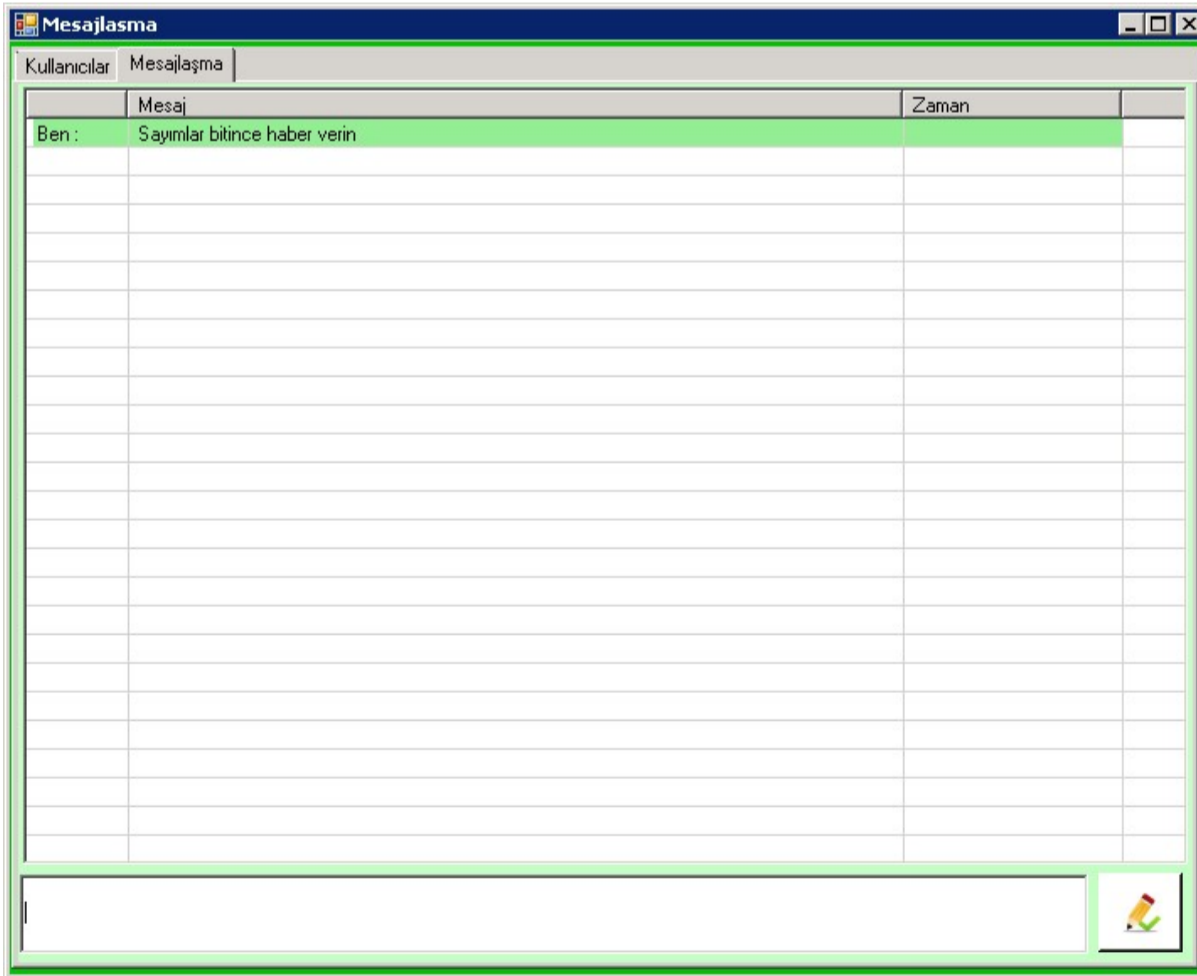 Mesajlasma
Kullanıcılar Mesajlaşma
Mesaj Zaman
Ben : Sayımlar bitince haber verin